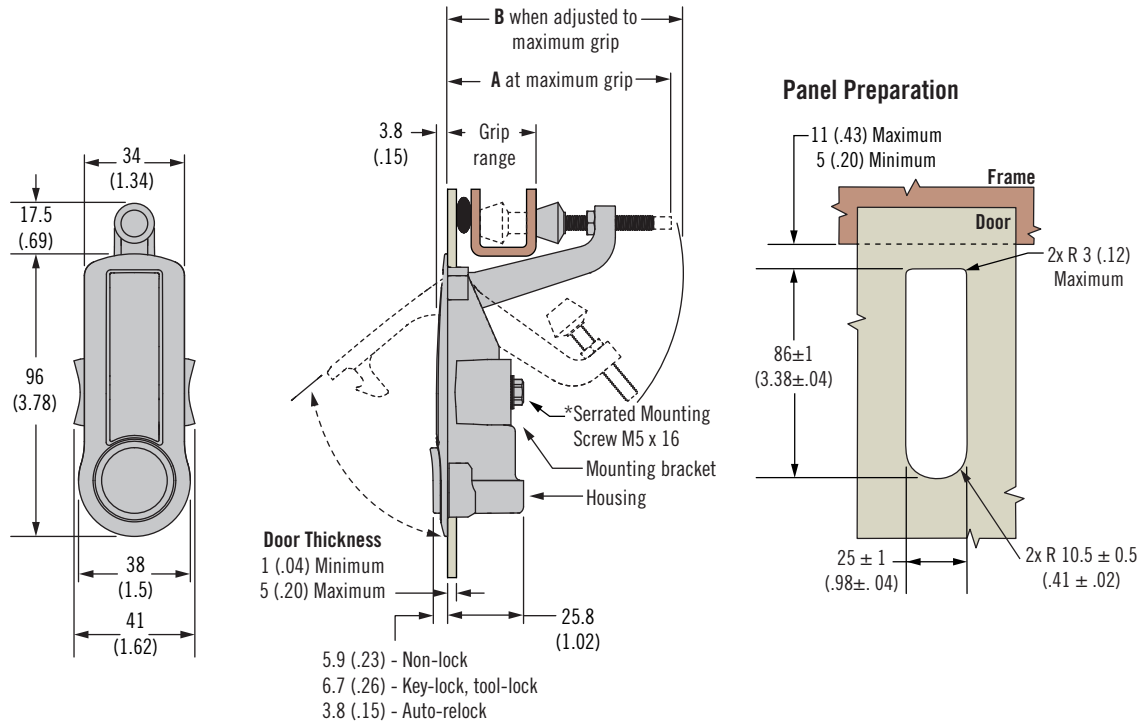 34
(1.34)
17.5
(.69)
96
(3.78)
38
(1.5)
41
(1.62)
B when adjusted to
maximum grip
A at maximum grip
3.8
(.15)
Grip
range
*Serrated Mounting
Screw M5 x 16
Mounting bracket
Housing
Door Thickness
1 (.04) Minimum
5 (.20) Maximum
25.8
(1.02)
5.9 (.23) - Non-lock
6.7 (.26) - Key-lock, tool-lock
3.8 (.15) - Auto-relock
Panel Preparation
11 (.43) Maximum
5 (.20) Minimum
Frame
Door
2x R 3 (.12)
Maximum
86±1
(3.38±.04)
25 ± 1
(.98±. 04)
2x R 10.5 ± 0.5
(.41 ± .02)